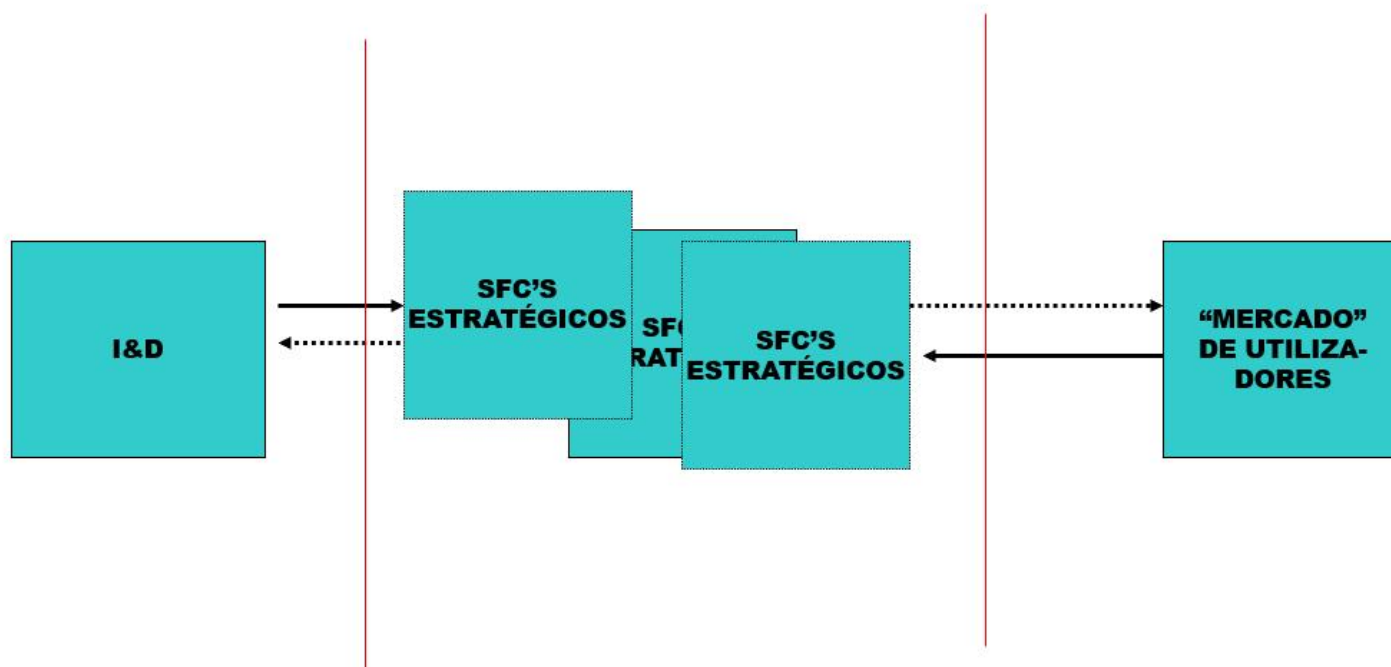 I&D
SFC'S
ESTRATÉGICOS
SFC'S
ESTRATÉGICOS
“MERCADO”
DE UTILIZA-
DORES